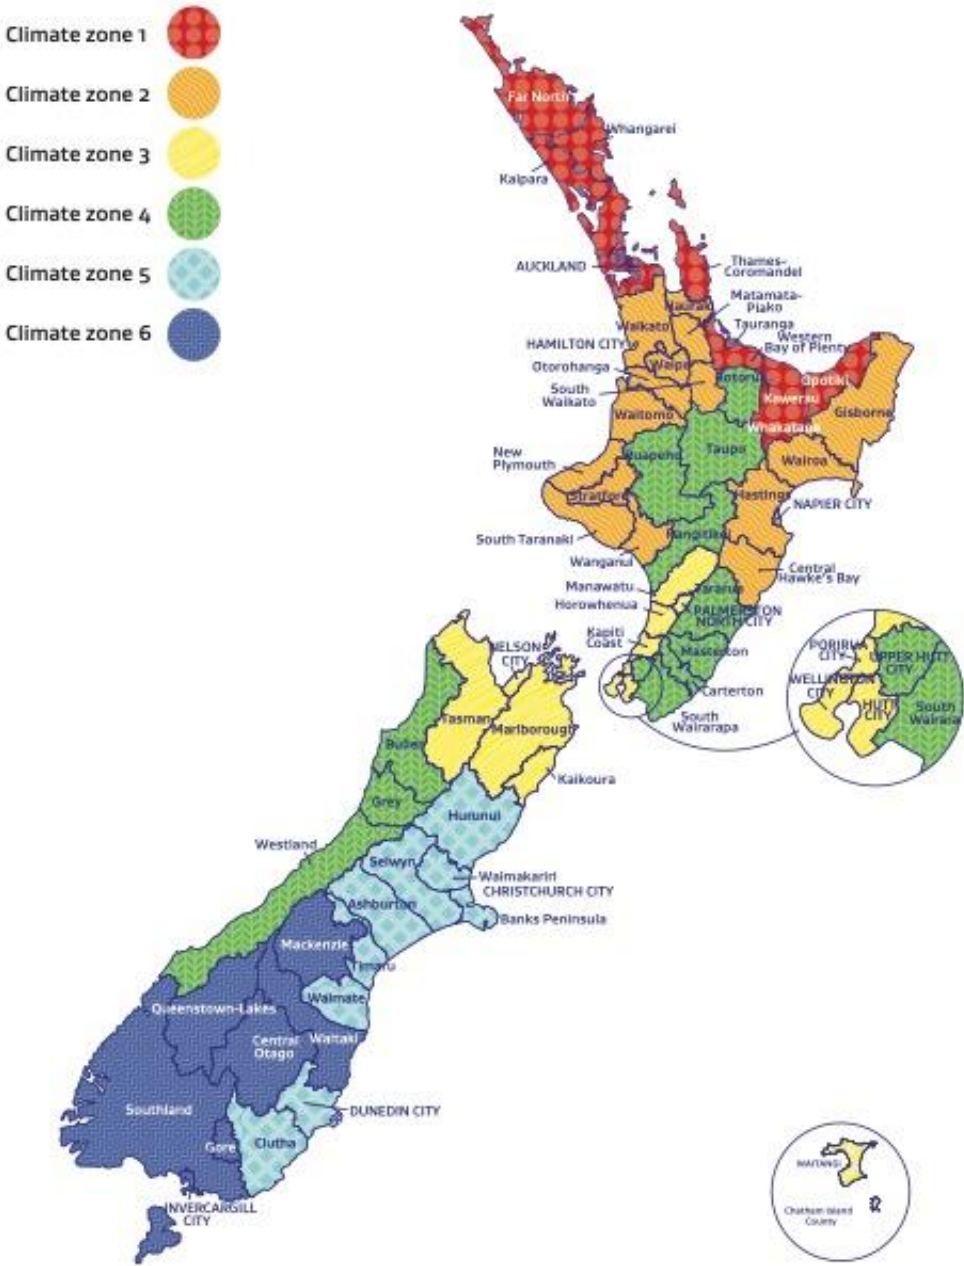 Climate zone 1
Climate zone 2
Climate zone 3
Climate zone 4
Climate zone 5
Climate zone 6
Far North
Whangarei
Kaipara
AUCKLAND
Thames-
Coromandel
Hauraki
Matamata-
Piako
Waikato
Tauranga
Western
Bay of Plenty
HAMILTON CITY
Waipa
Otorohanga
Rotorua
Opotiki
South
Waikato
Kawerau
Waitomo
Gisborne
Whakatane
New
Plymouth
Ruapehu
Taupo
Wairoa
Stratford
Hastings
NAPIER CITY
South Taranaki
Rangitikei
Wanganui
Central
Hawke's Bay
Manawatu
Tararua
Horowhenua
PALMERSTON
NORTH CITY
Kapiti
Coast
Masterton
Carterton
South
Wairarapa
PORIRUA
CITY
UPPER HUTT
CITY
WELLINGTON
CITY
HUTT
CITY
South
Waiara
NELSON
CITY
Tasman
Marlborough
Buller
Kaikoura
Grey
Hurunui
Westland
Selwyn
Waimakariri
CHRISTCHURCH CITY
Ashburton
Banks Peninsula
Mackenzie
Timaru
Waimate
Queenstown-Lakes
Central
Otago
Waitaki
Southland
DUNEDIN CITY
Clutha
Gore
INVERCARGILL
CITY
WAITANGI
Chatham Island
County